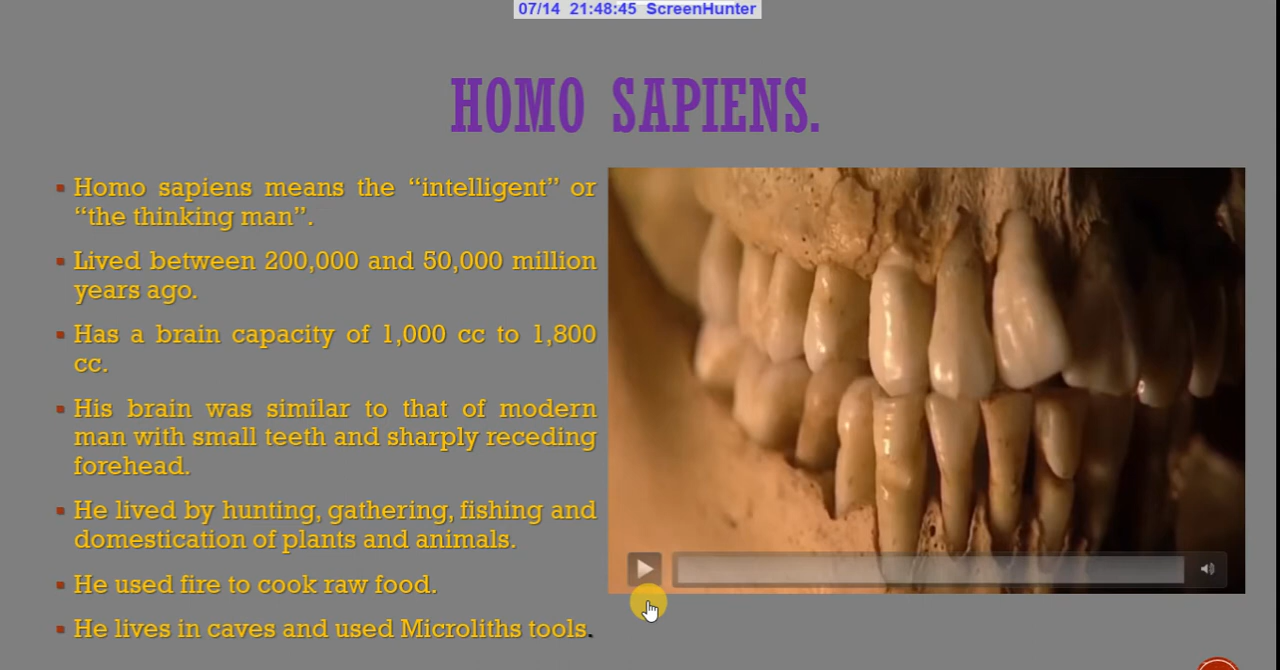 07/14 21:48:45 ScreenHunter
HOMO SAPIENS.
▪ Homo sapiens means the “intelligent” or
“the thinking man”.
▪ Lived between 200,000 and 50,000 million
years ago.
▪ Has a brain capacity of 1,000 cc to 1,800
cc.
▪ His brain was similar to that of modern
man with small teeth and sharply receding
forehead.
▪ He lived by hunting, gathering, fishing and
domestication of plants and animals.
▪ He used fire to cook raw food.
▪ He lives in caves and used Microliths tools.